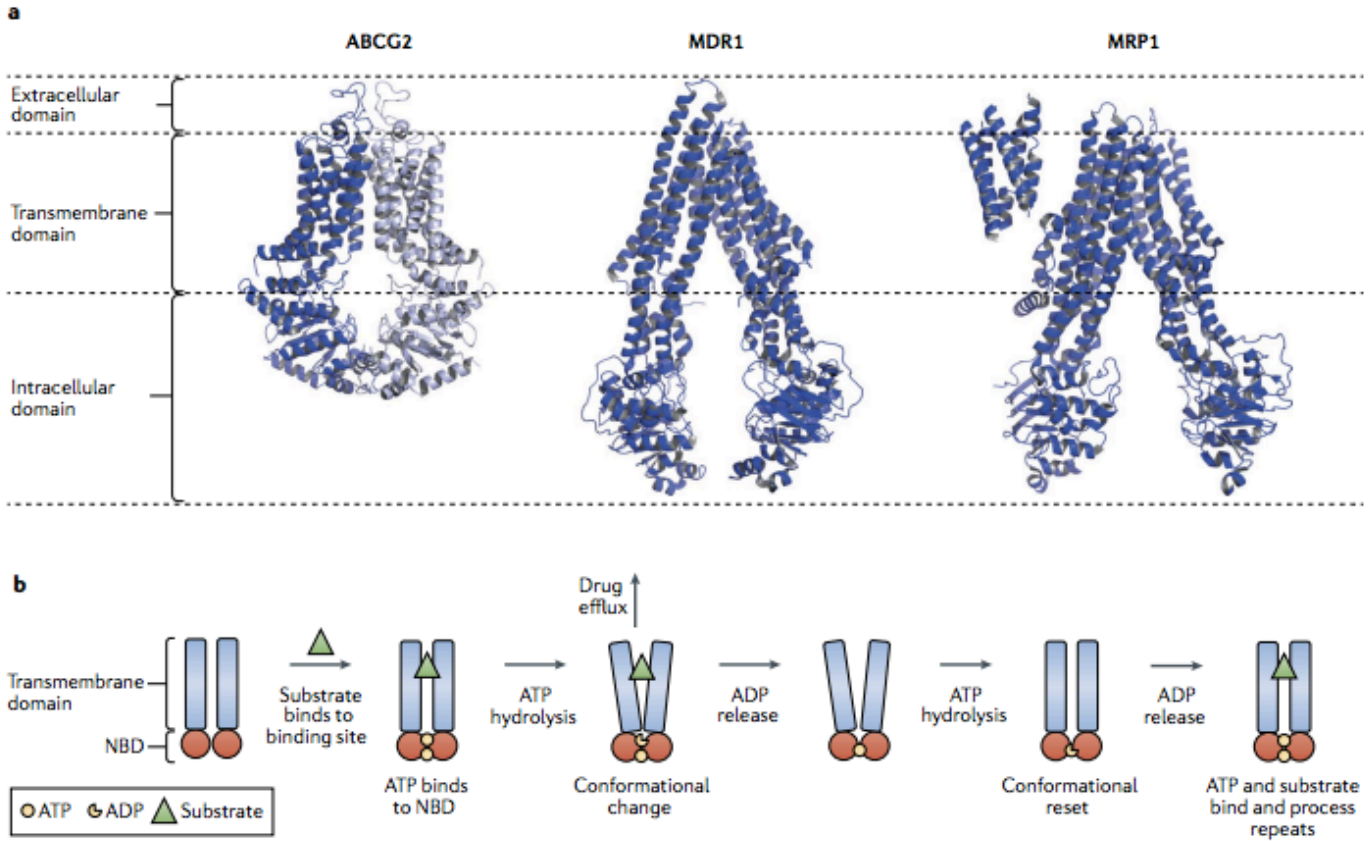 a
ABCG2
MDR1
MRP1
Extracellular
domain
Transmembrane
domain
Intracellular
domain
b
Drug
efflux
Transmembrane
domain
NBD
Substrate
binds to
binding site
ATP
hydrolysis
ADP
release
ATP
hydrolysis
ADP
release
ATP binds
to NBD
Conformational
change
Conformational
reset
ATP and substrate
bind and process
repeats
ATP ADP Substrate